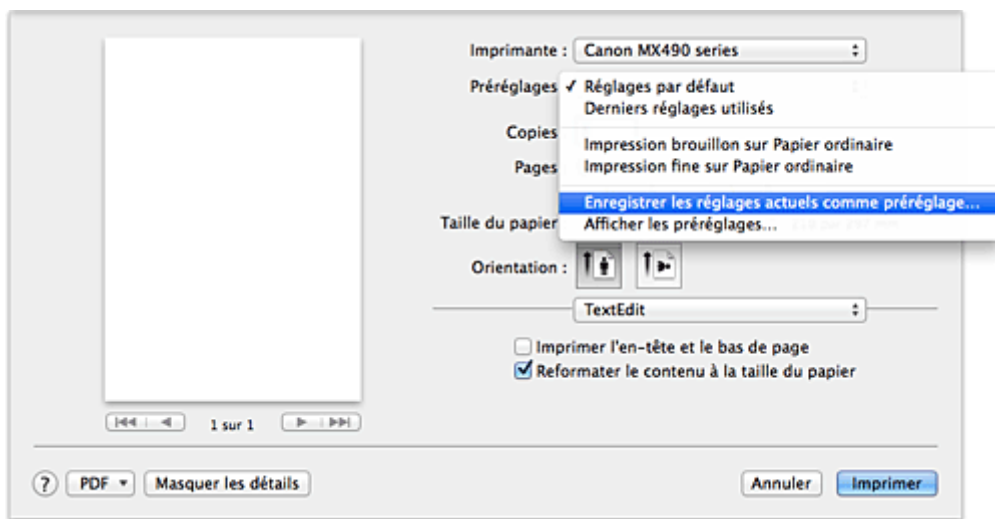 Imprimante : Canon MX490 series
Préréglages ✓ Réglages par défaut
Derniers réglages utilisés
Copies
Impression brouillon sur Papier ordinaire
Pages
Impression fine sur Papier ordinaire
Enregistrer les réglages actuels comme préréglage...
Taille du papier
Afficher les préréglages...
Orientation :
TextEdit
Imprimer l'en-tête et le bas de page
Reformater le contenu à la taille du papier
1 sur 1
? PDF Masquer les détails Annuler Imprimer